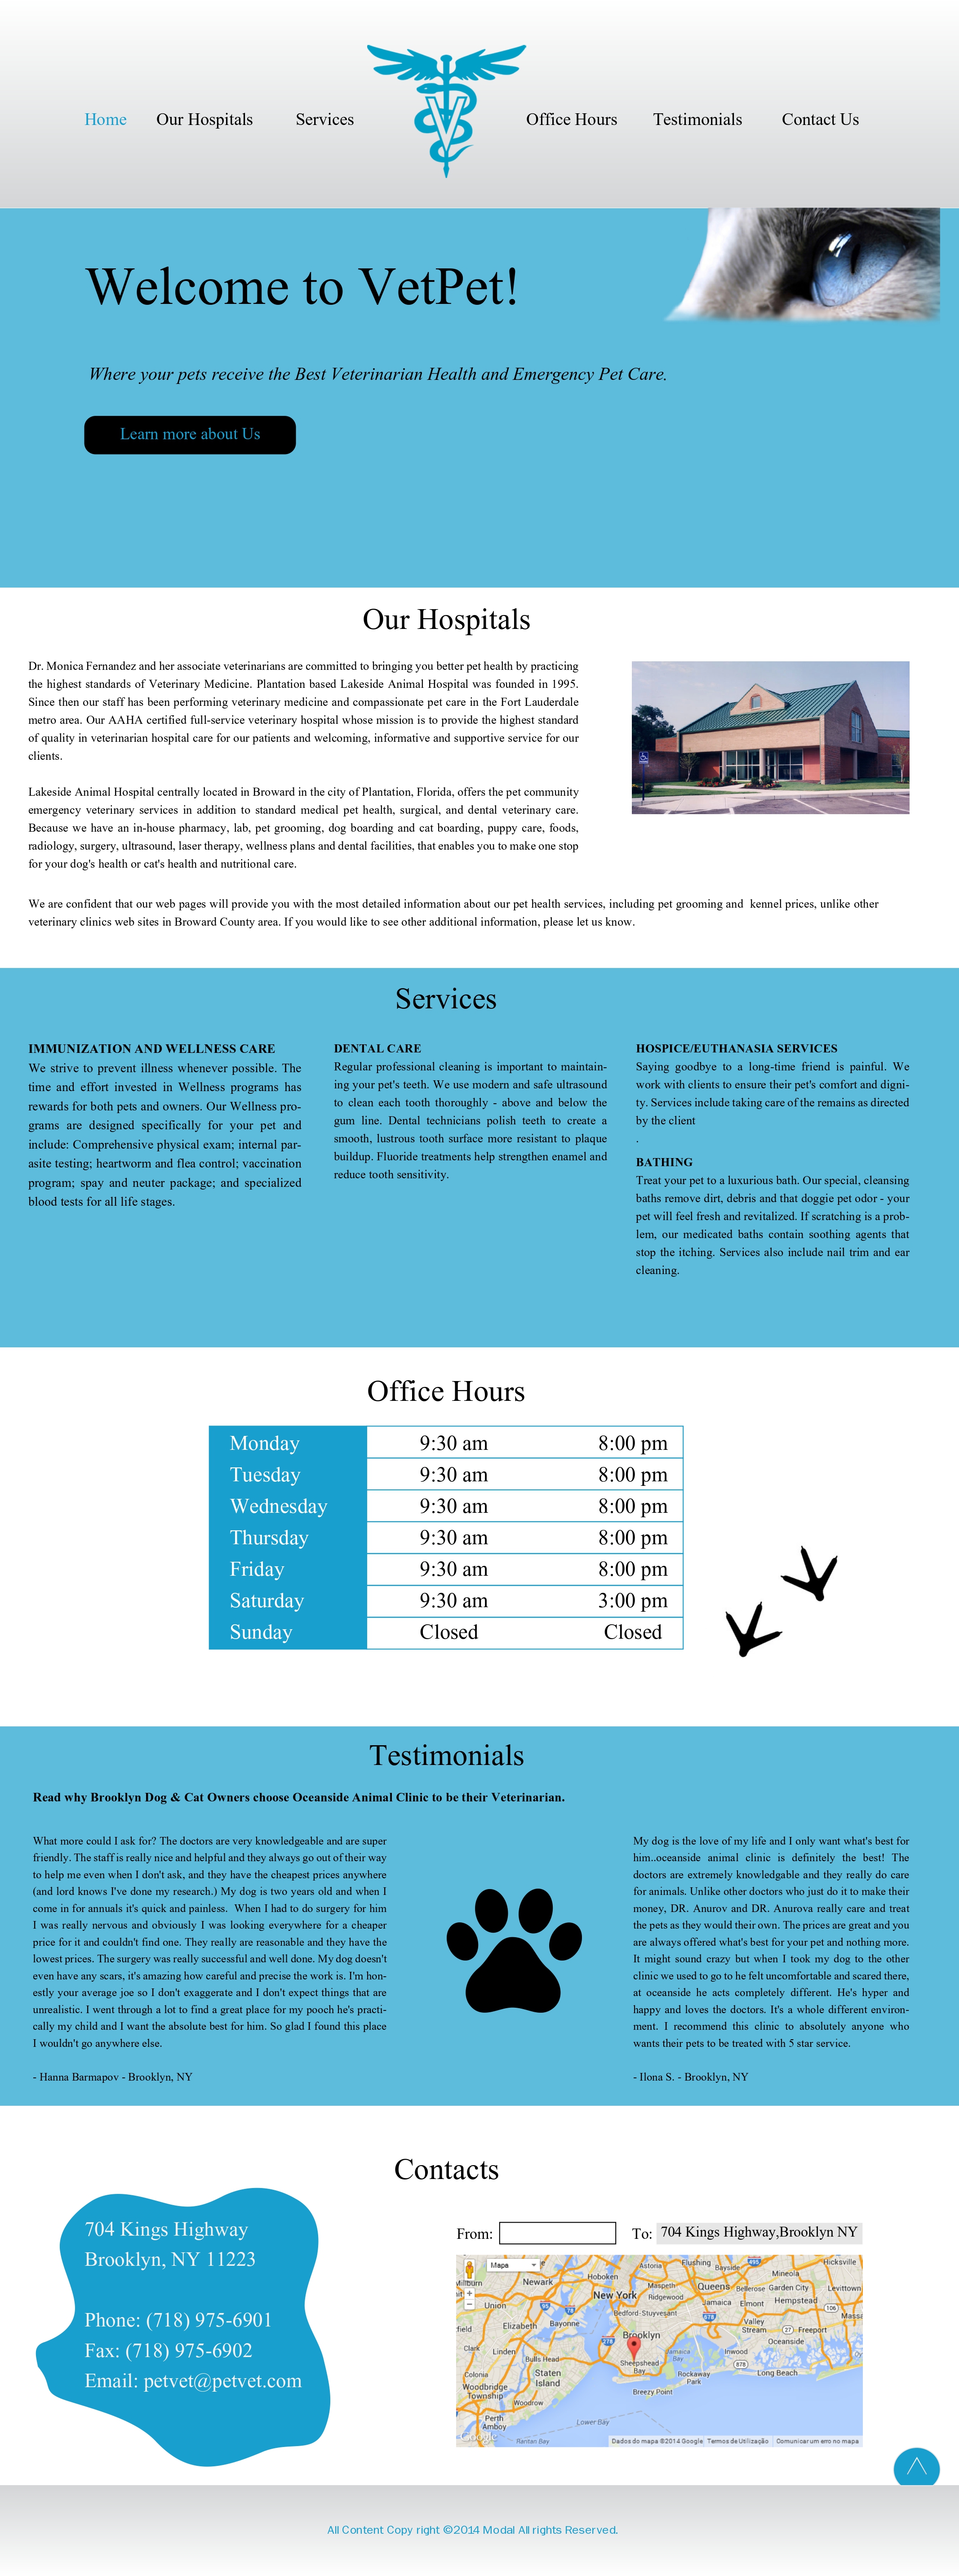 Home
Our Hospitals
Services
V
Office Hours
Testimonials
Contact Us
Welcome to VetPet!
Where your pets receive the Best Veterinarian Health and Emergency Pet Care.
Learn more about Us
Our Hospitals
Dr. Monica Fernandez and her associate veterinarians are committed to bringing you better pet health by practicing
the highest standards of Veterinary Medicine. Plantation based Lakeside Animal Hospital was founded in 1995.
Since then our staff has been performing veterinary medicine and compassionate pet care in the Fort Lauderdale
metro area. Our AAHA certified full-service veterinary hospital whose mission is to provide the highest standard
of quality in veterinarian hospital care for our patients and welcoming, informative and supportive service for our
clients.
Lakeside Animal Hospital centrally located in Broward in the city of Plantation, Florida, offers the pet community
emergency veterinary services in addition to standard medical pet health, surgical, and dental veterinary care.
Because we have an in-house pharmacy, lab, pet grooming, dog boarding and cat boarding, puppy care, foods,
radiology, surgery, ultrasound, laser therapy, wellness plans and dental facilities, that enables you to make one stop
for your dog's health or cat's health and nutritional care.
We are confident that our web pages will provide you with the most detailed information about our pet health services, including pet grooming and kennel prices, unlike other
veterinary clinics web sites in Broward County area. If you would like to see other additional information, please let us know.
Services
IMMUNIZATION AND WELLNESS CARE
We strive to prevent illness whenever possible. The
time and effort invested in Wellness programs has
rewards for both pets and owners. Our Wellness pro-
grams are designed specifically for your pet and
include: Comprehensive physical exam; internal par-
asite testing; heartworm and flea control; vaccination
program; spay and neuter package; and specialized
blood tests for all life stages.
DENTAL CARE
Regular professional cleaning is important to maintain-
ing your pet's teeth. We use modern and safe ultrasound
to clean each tooth thoroughly - above and below the
gum line. Dental technicians polish teeth to create a
smooth, lustrous tooth surface more resistant to plaque
buildup. Fluoride treatments help strengthen enamel and
reduce tooth sensitivity.
HOSPICE/EUTHANASIA SERVICES
Saying goodbye to a long-time friend is painful. We
work with clients to ensure their pet's comfort and digni-
ty. Services include taking care of the remains as directed
by the client
.
BATHING
Treat your pet to a luxurious bath. Our special, cleansing
baths remove dirt, debris and that doggie pet odor - your
pet will feel fresh and revitalized. If scratching is a prob-
lem, our medicated baths contain soothing agents that
stop the itching. Services also include nail trim and ear
cleaning.
Office Hours
Monday 9:30 am 8:00 pm
Tuesday 9:30 am 8:00 pm
Wednesday 9:30 am 8:00 pm
Thursday 9:30 am 8:00 pm
Friday 9:30 am 8:00 pm
Saturday 9:30 am 3:00 pm
Sunday Closed Closed
Testimonials
Read why Brooklyn Dog & Cat Owners choose Oceanside Animal Clinic to be their Veterinarian.
What more could I ask for? The doctors are very knowledgeable and are super
friendly. The staff is really nice and helpful and they always go out of their way
to help me even when I don't ask, and they have the cheapest prices anywhere
(and lord knows I've done my research.) My dog is two years old and when I
come in for annuals it's quick and painless. When I had to do surgery for him
I was really nervous and obviously I was looking everywhere for a cheaper
price for it and couldn't find one. They really are reasonable and they have the
lowest prices. The surgery was really successful and well done. My dog doesn't
even have any scars, it's amazing how careful and precise the work is. I'm hon-
estly your average joe so I don't exaggerate and I don't expect things that are
unrealistic. I went through a lot to find a great place for my pooch he's practi-
cally my child and I want the absolute best for him. So glad I found this place
I wouldn't go anywhere else.
- Hanna Barmapov - Brooklyn, NY
My dog is the love of my life and I only want what's best for
him..oceanside animal clinic is definitely the best! The
doctors are extremely knowledgable and they really do care
for animals. Unlike other doctors who just do it to make their
money, DR. Anurov and DR. Anurova really care and treat
the pets as they would their own. The prices are great and you
are always offered what's best for your pet and nothing more.
It might sound crazy but when I took my dog to the other
clinic we used to go to he felt uncomfortable and scared there,
at oceanside he acts completely different. He's hyper and
happy and loves the doctors. It's a whole different environ-
ment. I recommend this clinic to absolutely anyone who
wants their pets to be treated with 5 star service.
- Ilona S. - Brooklyn, NY
Contacts
704 Kings Highway
Brooklyn, NY 11223
Phone: (718) 975-6901
Fax: (718) 975-6902
Email: petvet@petvet.com
From:
To: 704 Kings Highway,Brooklyn NY
Mapa
Astoria
Flushing
Hicksville
Bayside
Hoboken
Mineola
Newark
Maspeth
Queens
Bellerose
Garden City
Levittown
New York
Ridgewood
Union
Jamaica
Elmont
Hempstead
106
Bedford-Stuyvesant
678
Massa
95
78
Valley
Stream
27
Freeport
Elizabeth
Bayonne
field
278
Brooklyn
Oceanside
Clark
Linden
Bulls Head
Sheepshead
Bay
Jamaica
Bay
Inwood
878
Colonia
Staten
Island
Rockaway
Park
Long Beach
Woodbridge
Township
Breezy Point
Woodrow
Perth
Amboy
Lower Bay
Google
Raritan Bay
Dados do mapa ©2014 Google
Termos de Utilização
Comunicar um erro no mapa
All Content Copy right ©2014 Modal All rights Reserved.